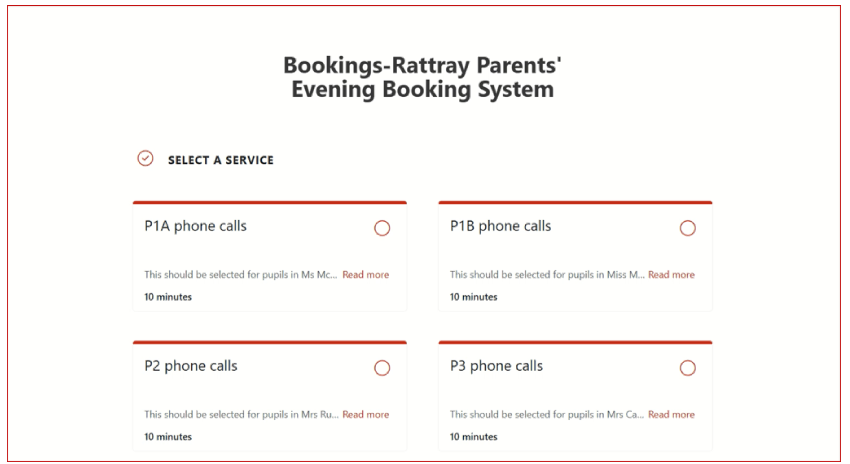 Bookings-Rattray Parents'
Evening Booking System
SELECT A SERVICE
P1A phone calls
This should be selected for pupils in Ms Mc... Read more
10 minutes
P1B phone calls
This should be selected for pupils in Miss M... Read more
10 minutes
P2 phone calls
This should be selected for pupils in Mrs Ru... Read more
10 minutes
P3 phone calls
This should be selected for pupils in Mrs Ca... Read more
10 minutes